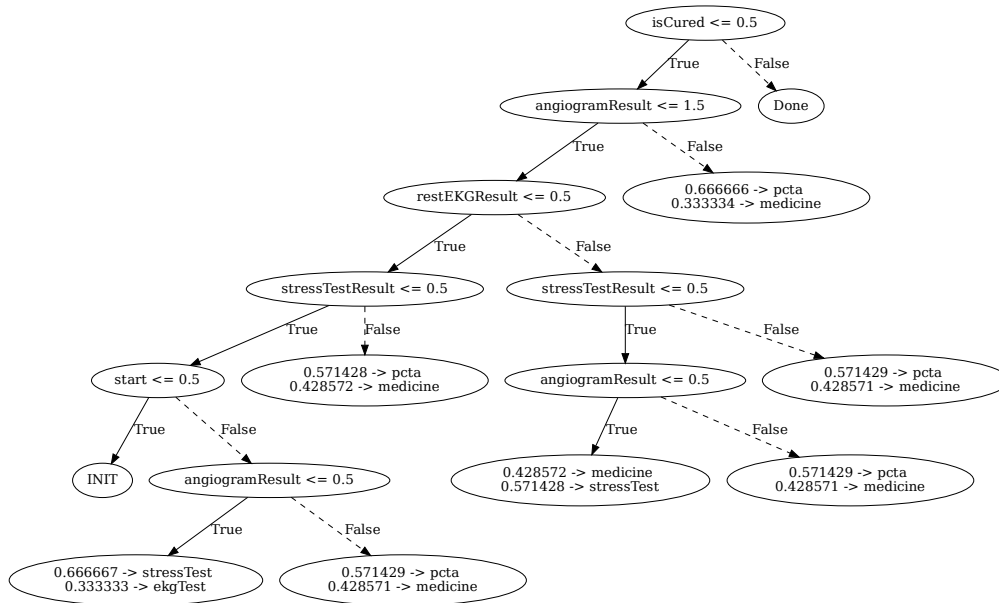 isCured <= 0.5
True
False
angiogramResult <= 1.5
Done
True
False
restEKGResult <= 0.5
0.666666 -> pcta
0.333334 -> medicine
True
False
stressTestResult <= 0.5
stressTestResult <= 0.5
True
False
True
False
start <= 0.5
0.571428 -> pcta
0.428572 -> medicine
angiogramResult <= 0.5
0.571429 -> pcta
0.428571 -> medicine
True
False
True
False
INIT
angiogramResult <= 0.5
0.428572 -> medicine
0.571428 -> stressTest
0.571429 -> pcta
0.428571 -> medicine
True
False
0.666667 -> stressTest
0.333333 -> ekgTest
0.571429 -> pcta
0.428571 -> medicine